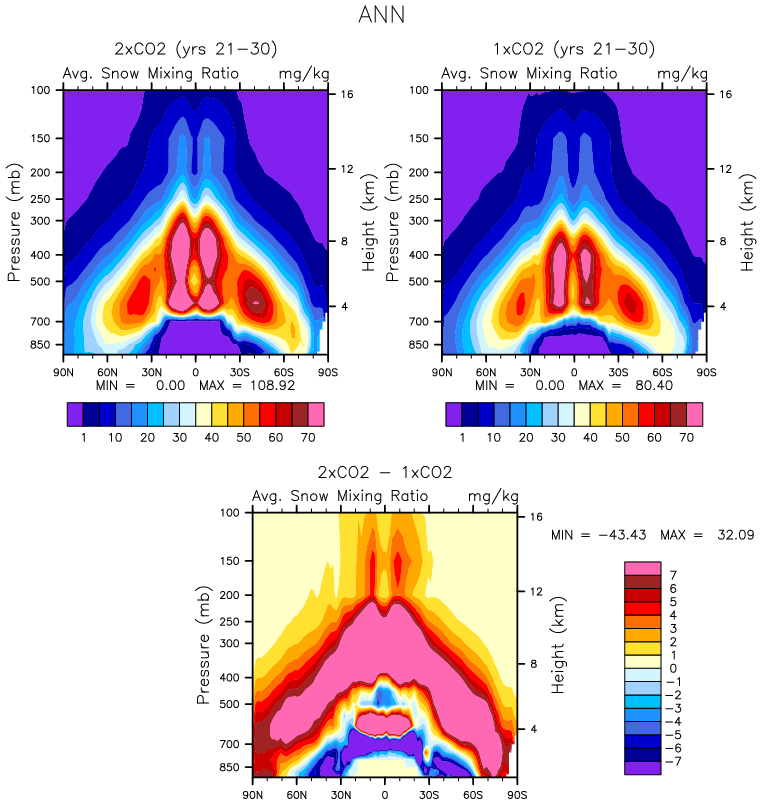 ANN
2xCO2 (yrs 21−30)
1xCO2 (yrs 21−30)
Avg. Snow Mixing Ratio mg/kg
Avg. Snow Mixing Ratio mg/kg
100
150
200
250
300
400
500
700
850
Pressure (mb)
16
12
8
4
Height (km)
90N 60N 30N 0 30S 60S 90S
MIN = 0.00 MAX = 108.92
1 10 20 30 40 50 60 70
100
150
200
250
300
400
500
700
850
Pressure (mb)
16
12
8
4
Height (km)
90N 60N 30N 0 30S 60S 90S
MIN = 0.00 MAX = 80.40
1 10 20 30 40 50 60 70
2xCO2 − 1xCO2
Avg. Snow Mixing Ratio mg/kg
100
150
200
250
300
400
500
700
850
Pressure (mb)
16
12
8
4
Height (km)
90N 60N 30N 0 30S 60S 90S
MIN = −43.43 MAX = 32.09
7
6
5
4
3
2
1
0
−1
−2
−3
−4
−5
−6
−7